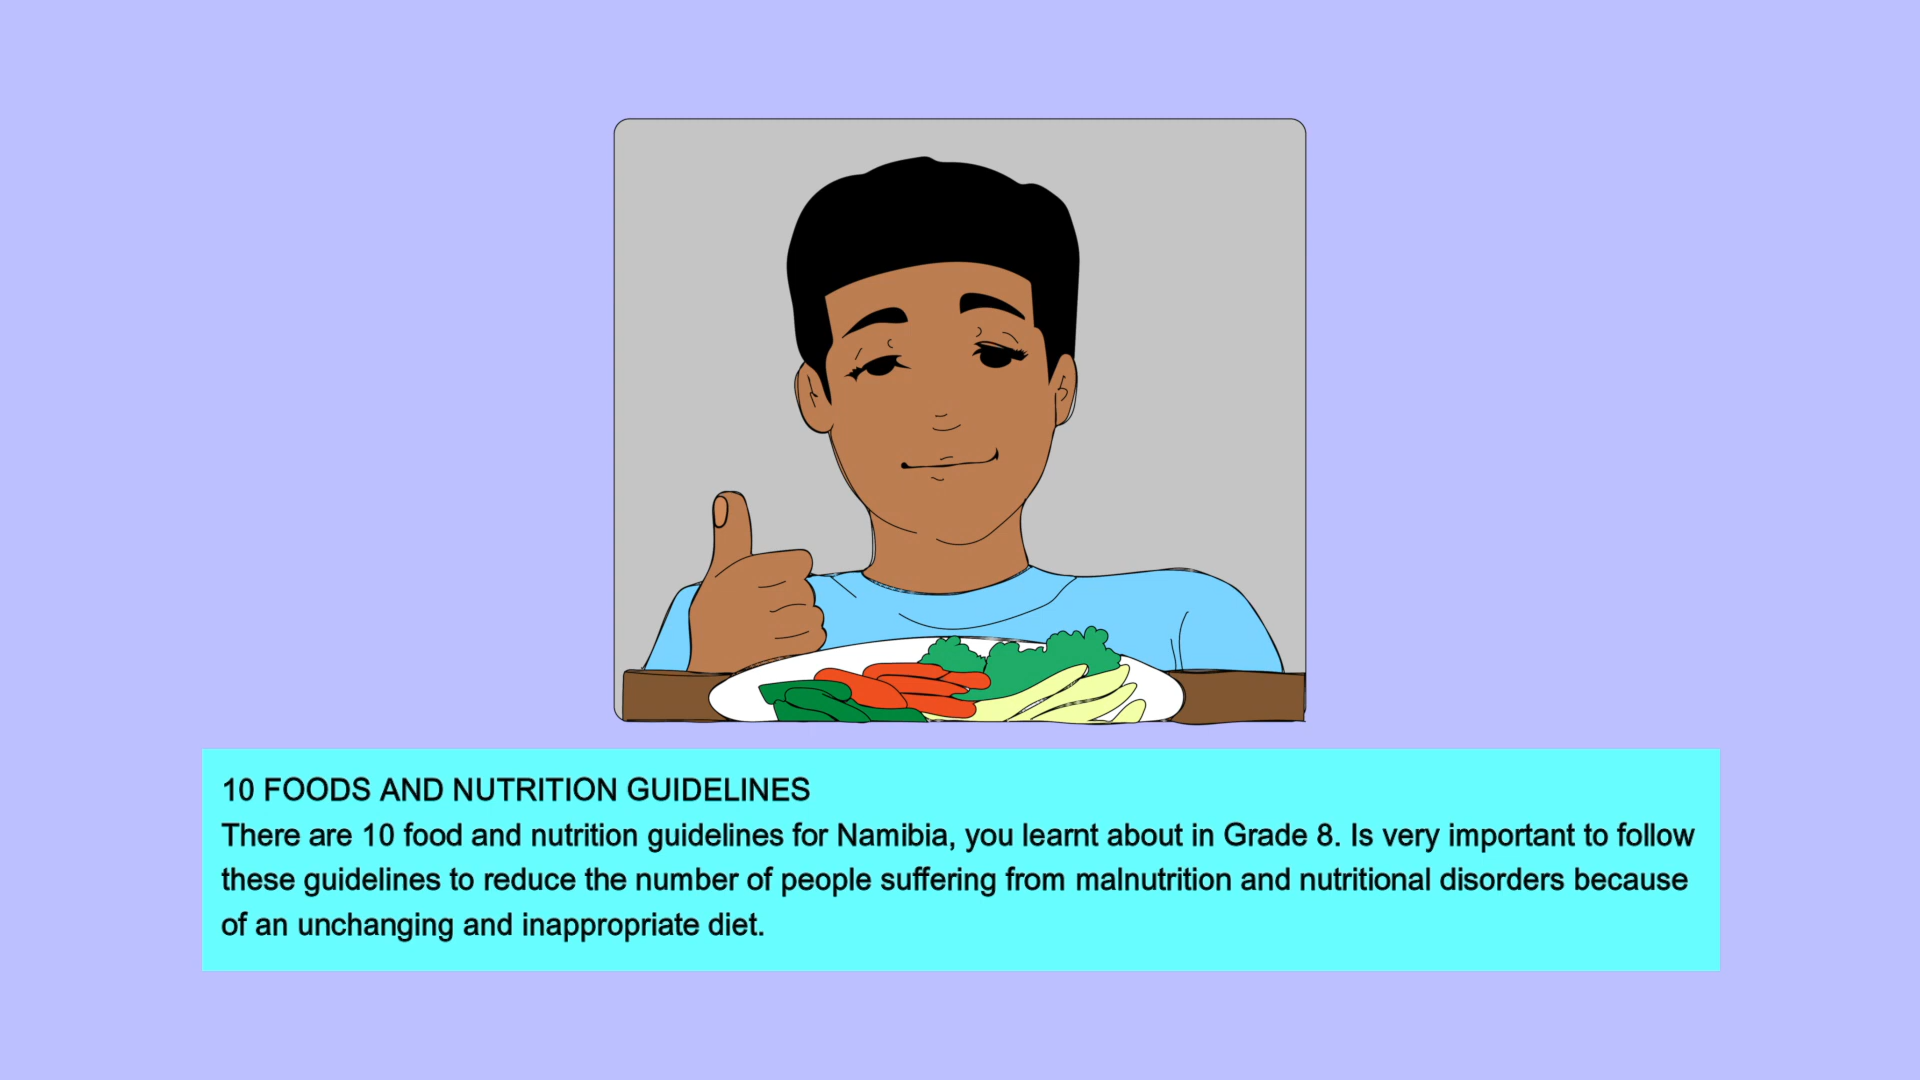 10 FOODS AND NUTRITION GUIDELINES
There are 10 food and nutrition guidelines for Namibia, you learnt about in Grade 8. Is very important to follow
these guidelines to reduce the number of people suffering from malnutrition and nutritional disorders because
of an unchanging and inappropriate diet.